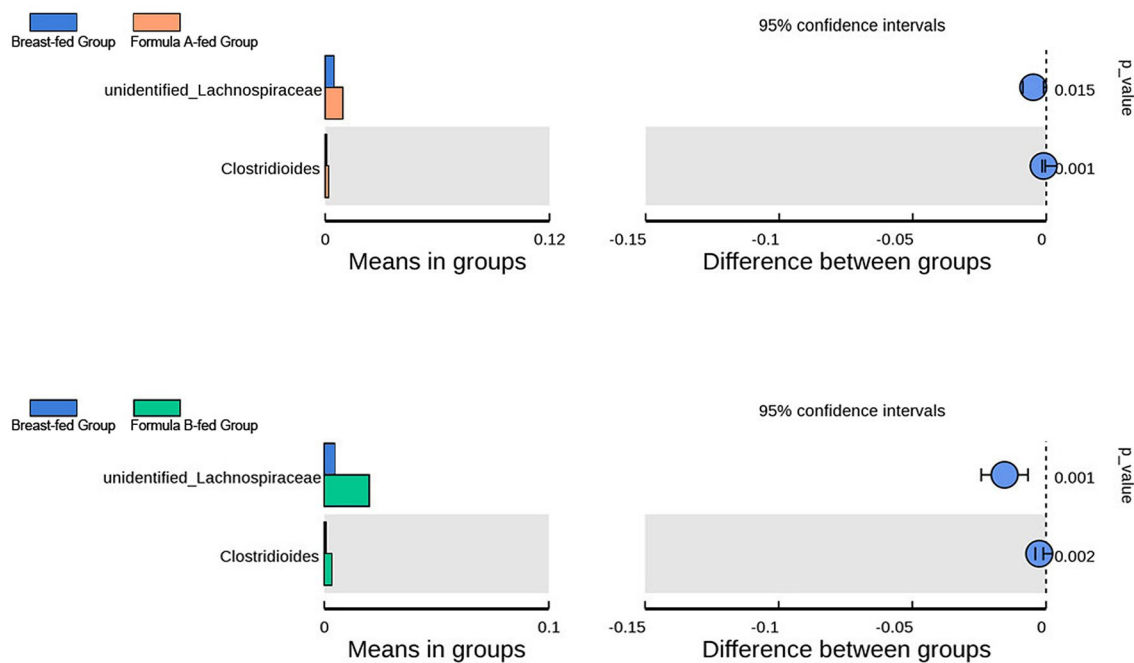 Breast-fed Group Formula A-fed Group
95% confidence intervals
unidentified_Lachnospiraceae
0.015
p_value
Clostridioides
0.001
0 0.12
-0.15 -0.1 -0.05 0
Means in groups
Difference between groups
Breast-fed Group Formula B-fed Group
95% confidence intervals
unidentified_Lachnospiraceae
0.001
p_value
Clostridioides
0.002
0 0.1
-0.15 -0.1 -0.05 0
Means in groups
Difference between groups